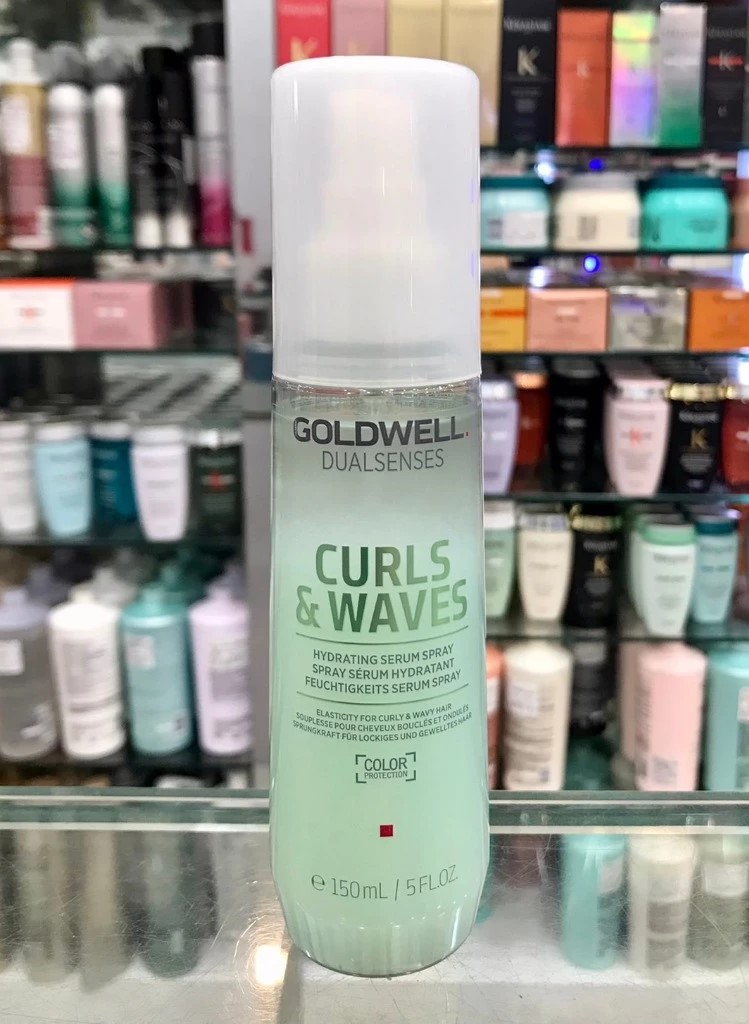 GOLDWELL.
DUALSENSES
CURLS
& WAVES
HYDRATING SERUM SPRAY
SPRAY SÉRUM HYDRATANT
FEUCHTIGKEITS SERUM SPRAY
ELASTICITY FOR CURLY & WAVY HAIR
SOUPLESSE POUR CHEVEUX BOUCLÉS ET ONDULÉS
SPRUNGKRAFT FÜR LOCKIGES UND GEWELLTES HAAR
COLOR
PROTECTION
℮ 150mL / 5 FL.OZ.